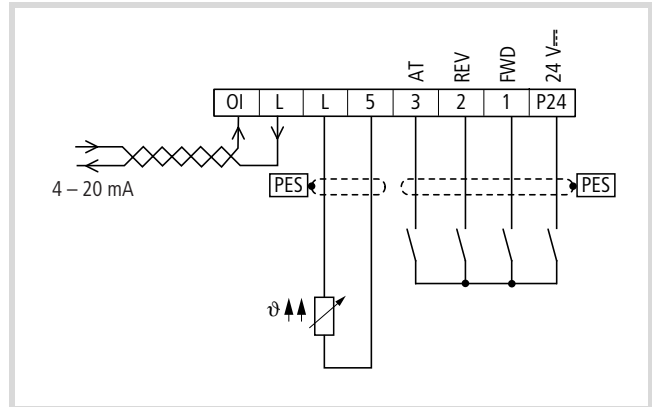 AT REV FWD 24 V⎓
OI L L 5 3 2 1 P24
4 – 20 mA
PES PES
ϑ